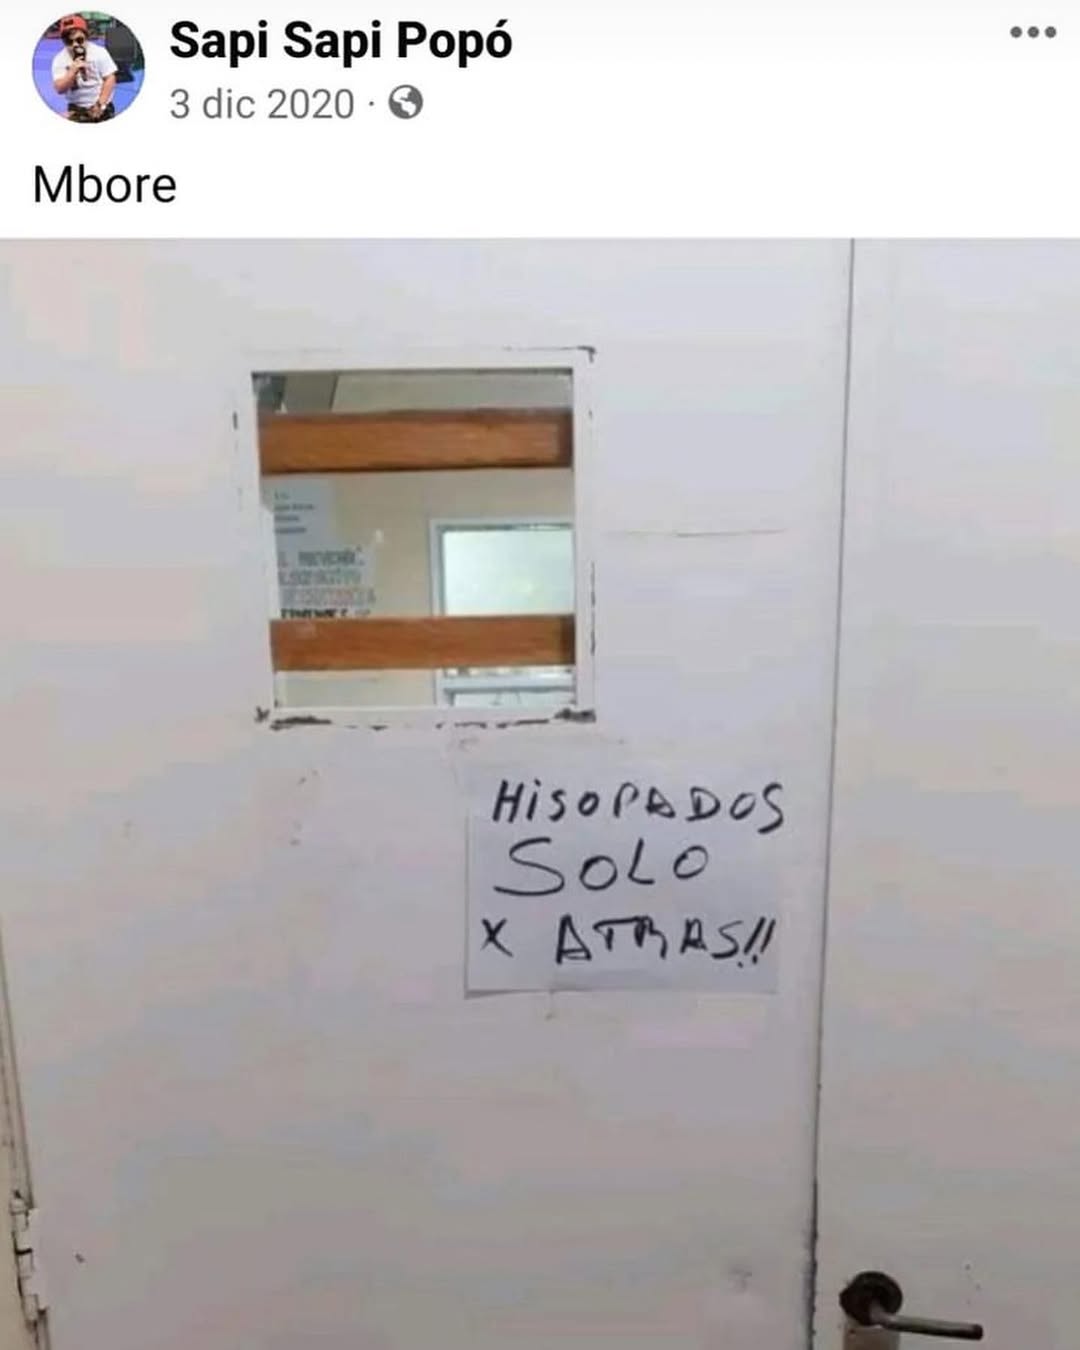 Sapi Sapi Popó
3 dic 2020 ·
Mbore
HiSOPADOS
SOLO
X ATRAS!!